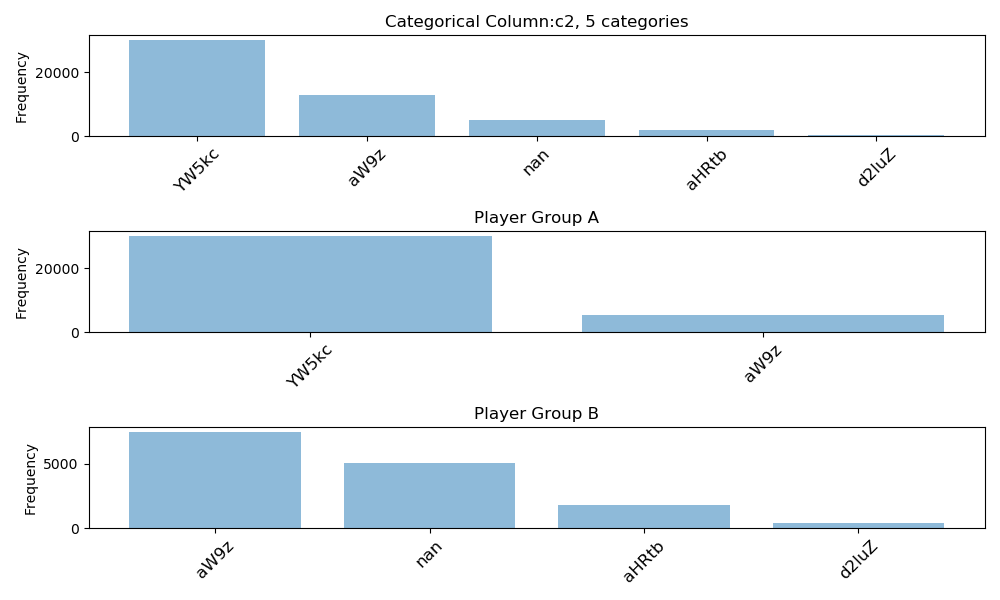 Categorical Column:c2, 5 categories
Frequency
20000
0
YW5kc
aW9z
nan
aHRtb
d2luZ
Player Group A
Frequency
20000
0
YW5kc
aW9z
Player Group B
Frequency
5000
0
aW9z
nan
aHRtb
d2luZ